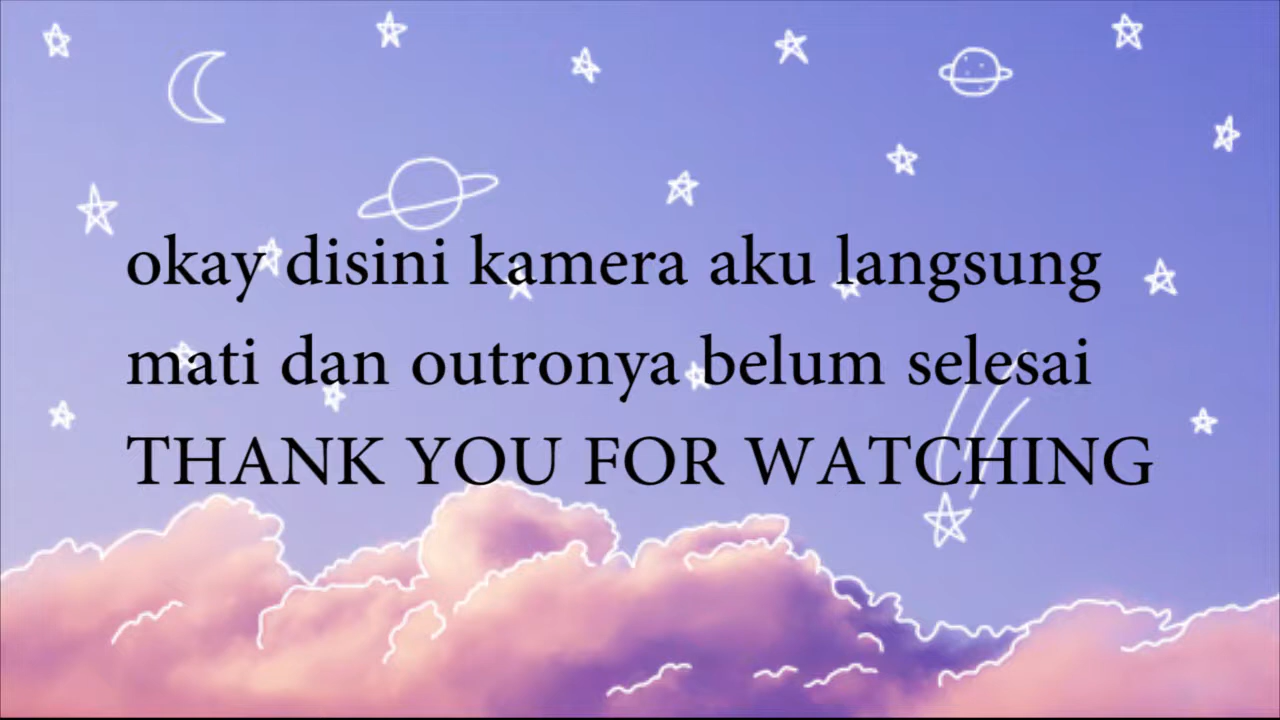 okay disini kamera aku langsung
mati dan outronya belum selesai
THANK YOU FOR WATCHING